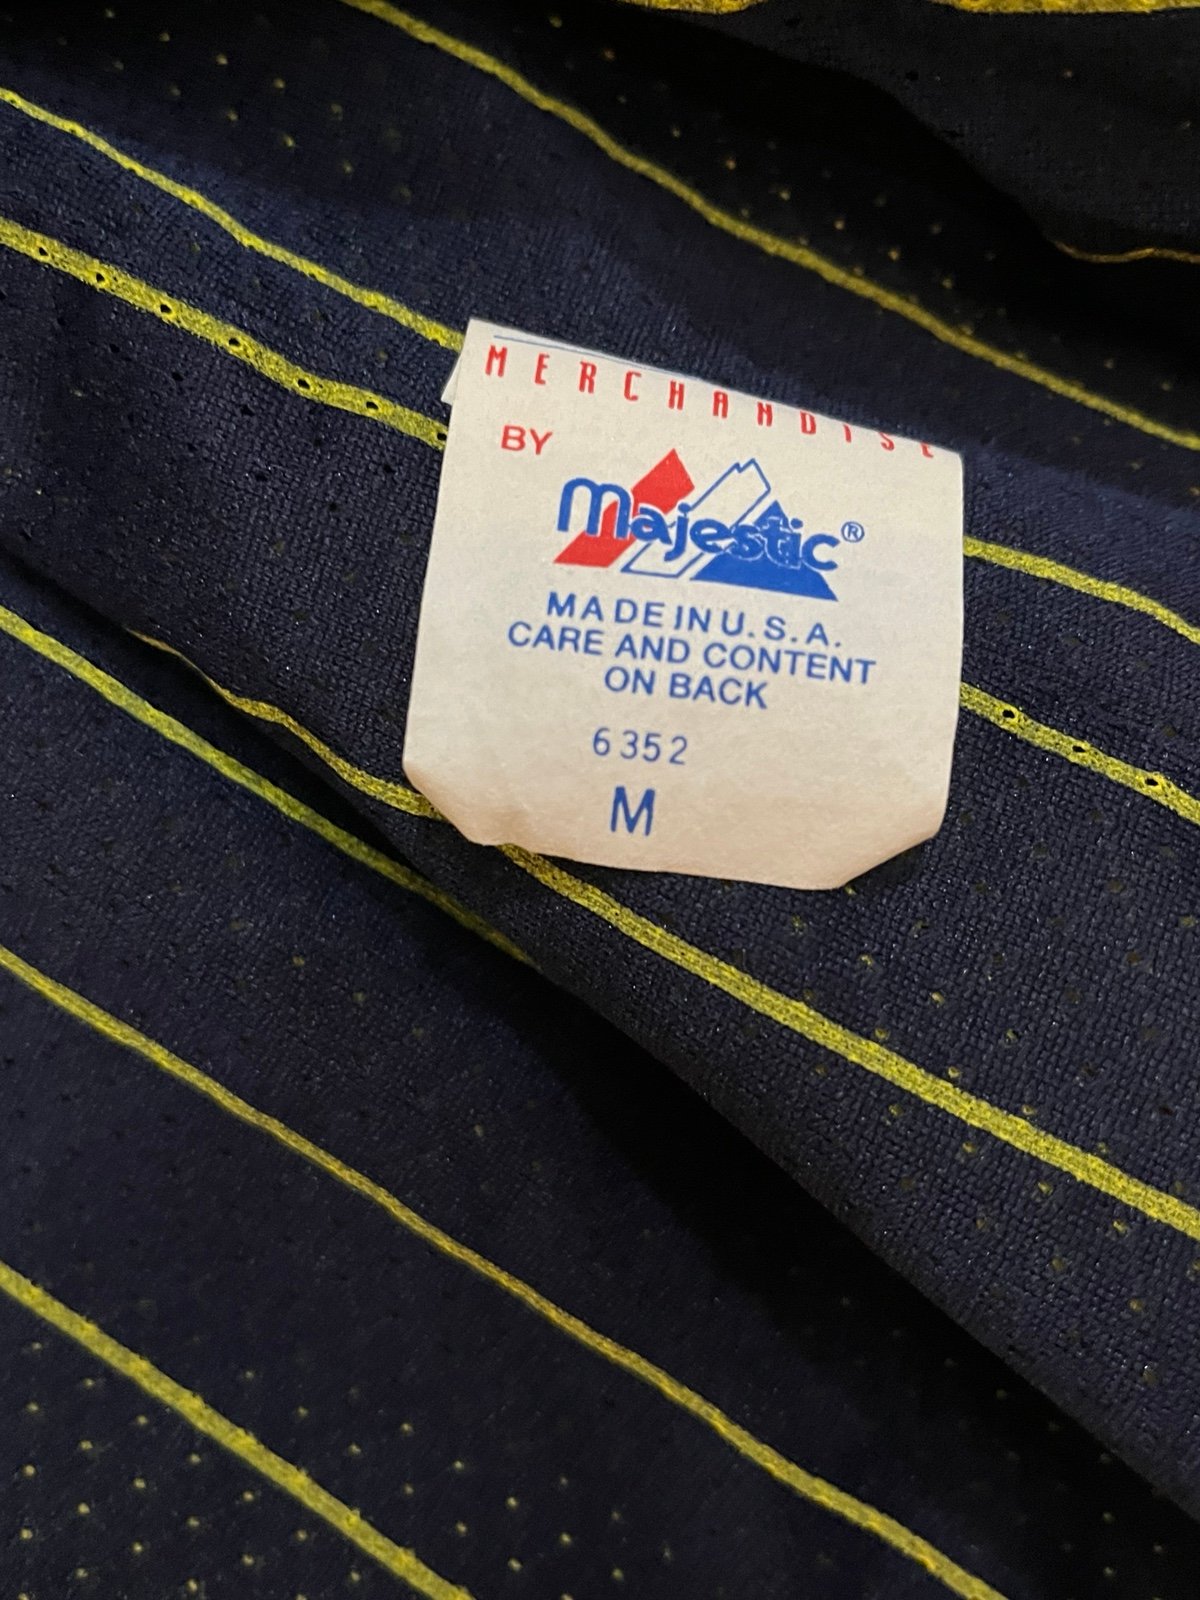 MERCHANDISE
BY
Majestic®
MADE IN U.S.A.
CARE AND CONTENT
ON BACK
6352
M